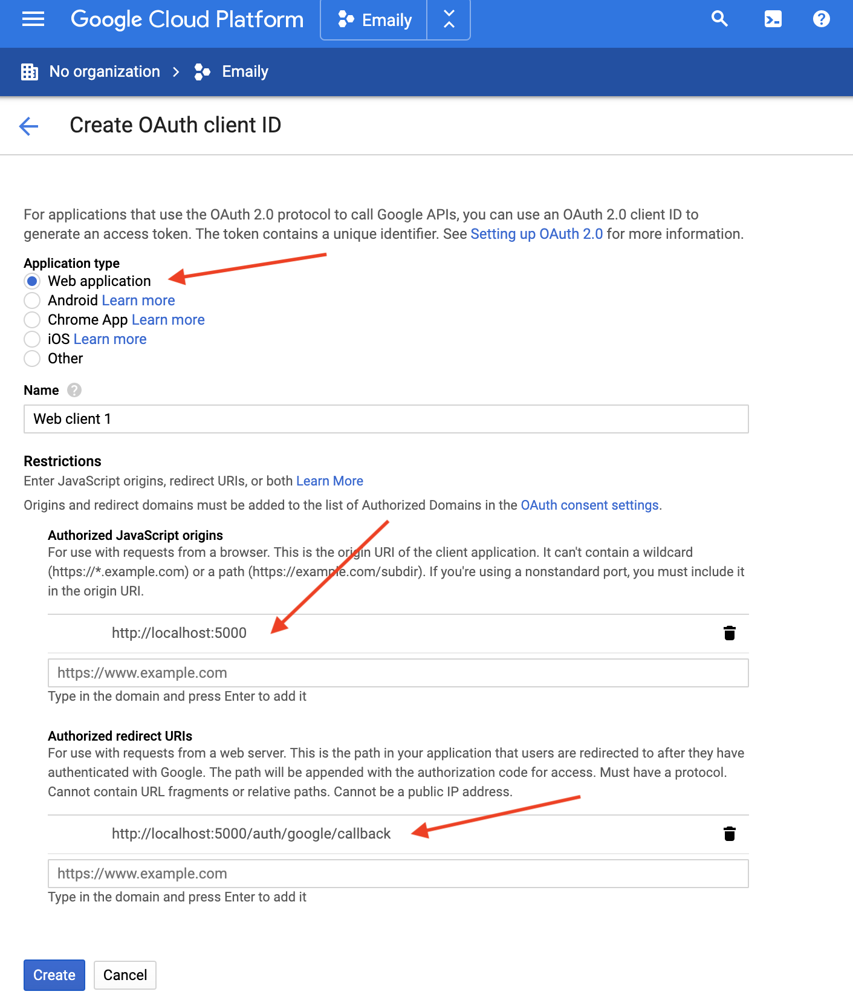 Google Cloud Platform
Emaily
No organization
Emaily
Create OAuth client ID
For applications that use the OAuth 2.0 protocol to call Google APIs, you can use an OAuth 2.0 client ID to
generate an access token. The token contains a unique identifier. See Setting up OAuth 2.0 for more information.
Application type
Web application
Android Learn more
Chrome App Learn more
iOS Learn more
Other
Name ?
Web client 1
Restrictions
Enter JavaScript origins, redirect URIs, or both Learn More
Origins and redirect domains must be added to the list of Authorized Domains in the OAuth consent settings.
Authorized JavaScript origins
For use with requests from a browser. This is the origin URI of the client application. It can't contain a wildcard
(https://*.example.com) or a path (https://example.com/subdir). If you're using a nonstandard port, you must include it
in the origin URI.
http://localhost:5000
https://www.example.com
Type in the domain and press Enter to add it
Authorized redirect URIs
For use with requests from a web server. This is the path in your application that users are redirected to after they have
authenticated with Google. The path will be appended with the authorization code for access. Must have a protocol.
Cannot contain URL fragments or relative paths. Cannot be a public IP address.
http://localhost:5000/auth/google/callback
https://www.example.com
Type in the domain and press Enter to add it
Create
Cancel